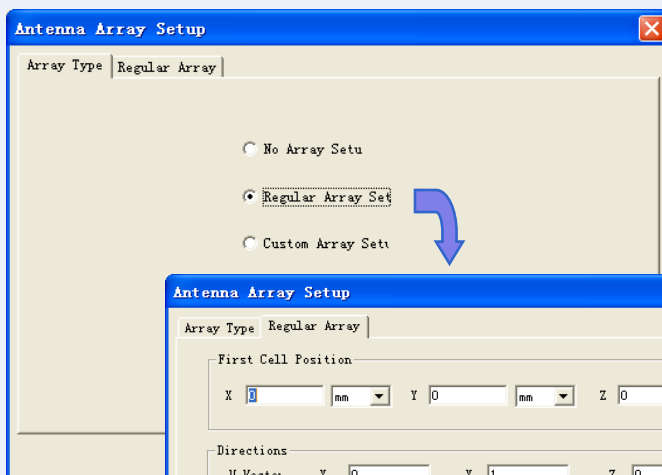 Antenna Array Setup
Array Type Regular Array
No Array Setu
Regular Array Set
Custom Array Setu
Antenna Array Setup
Array Type Regular Array
First Cell Position
X 0 mm Y 0 mm Z 0
Directions
X 0 Y 1 Z 0